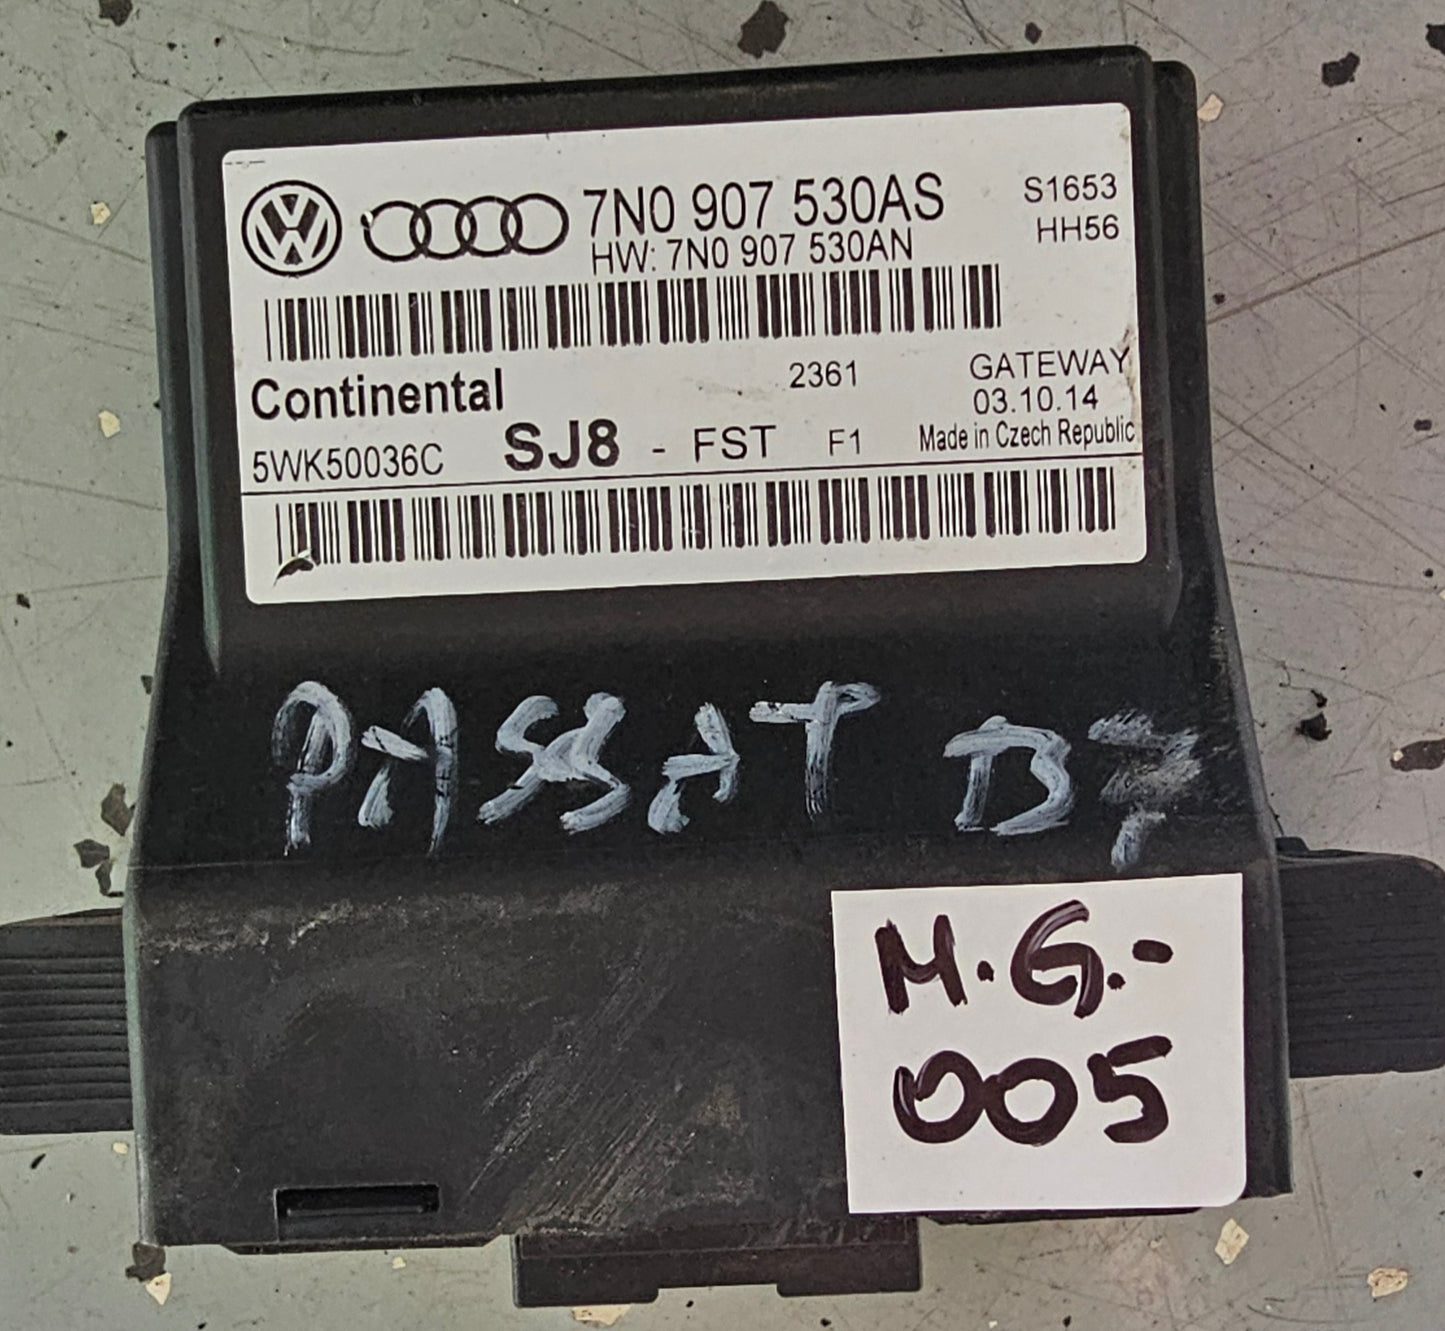 7N0 907 530AS
HW: 7N0 907 530AN
S1653
HH56
Continental
2361
GATEWAY
03.10.14
5WK50036C SJ8 - FST F1
Made in Czech Republic
PASSAT B7
M.G.-
005